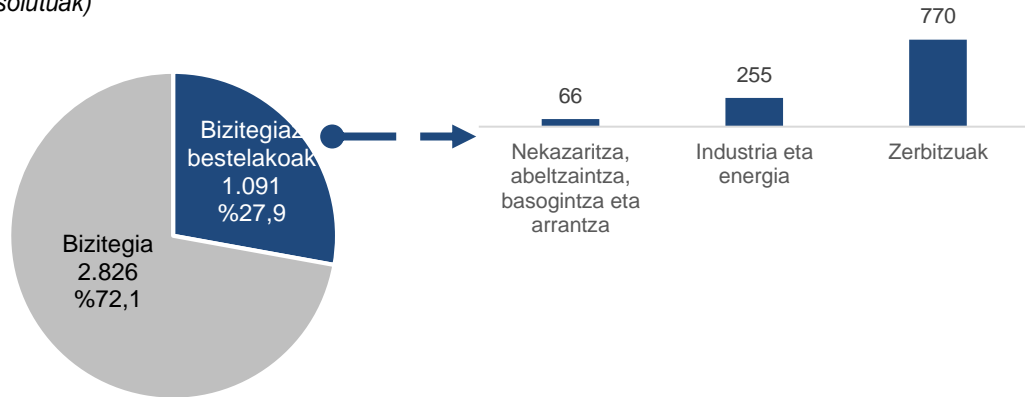 solutuak)
770
255
66
Bizitegiaz
bestelakoak
1.091
%27,9
Bizitegia
2.826
%72,1
Nekazaritza,
abeltzaintza,
basogintza eta
arrantza
Industria eta
energia
Zerbitzuak